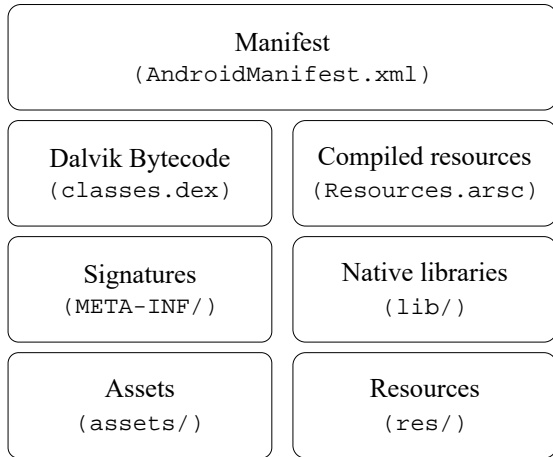 Manifest
(AndroidManifest.xml)
Dalvik Bytecode
(classes.dex)
Compiled resources
(Resources.arsc)
Signatures
(META-INF/)
Native libraries
(lib/)
Assets
(assets/)
Resources
(res/)